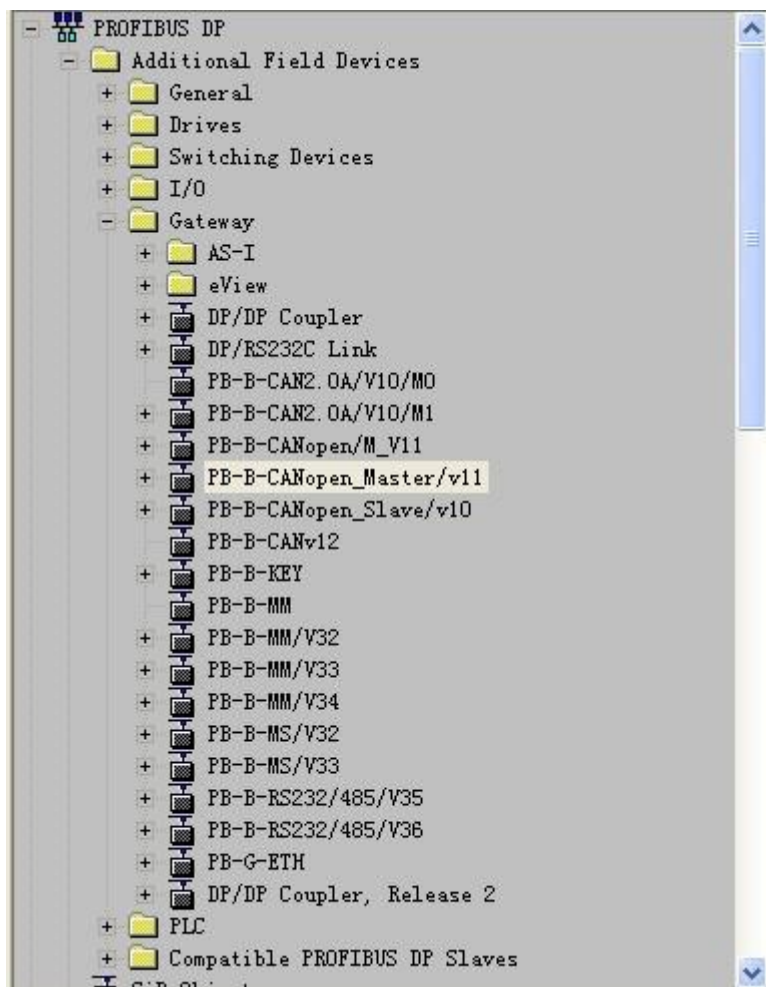 PROFIBUS DP
Additional Field Devices
General
Drives
Switching Devices
I/O
Gateway
AS-I
eView
DP/DP Coupler
DP/RS232C Link
PB-B-CAN2.0A/V10/M0
PB-B-CAN2.0A/V10/M1
PB-B-CANopen/M_V11
PB-B-CANopen_Master/v11
PB-B-CANopen_Slave/v10
PB-B-CANv12
PB-B-KEY
PB-B-MM
PB-B-MM/V32
PB-B-MM/V33
PB-B-MM/V34
PB-B-MS/V32
PB-B-MS/V33
PB-B-RS232/485/V35
PB-B-RS232/485/V36
PB-G-ETH
DP/DP Coupler, Release 2
PLC
Compatible PROFIBUS DP Slaves